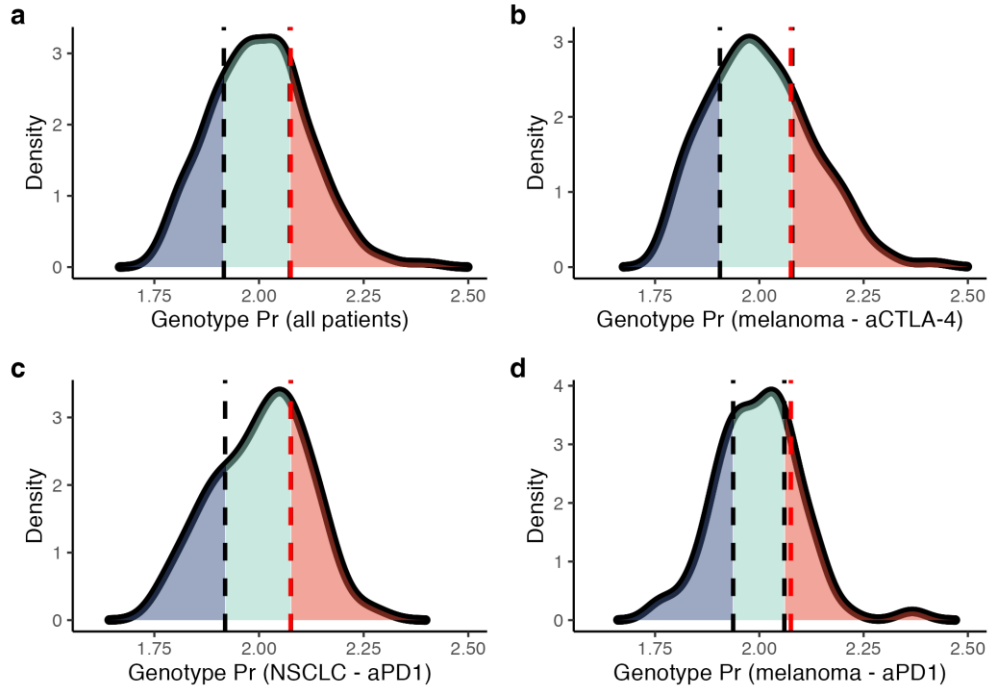 a
Density
3
2
1
0
1.75 2.00 2.25 2.50
Genotype Pr (all patients)
b
Density
3
2
1
0
1.75 2.00 2.25 2.50
Genotype Pr (melanoma - aCTLA-4)
c
Density
3
2
1
0
1.75 2.00 2.25 2.50
Genotype Pr (NSCLC - aPD1)
d
Density
4
3
2
1
0
1.75 2.00 2.25 2.50
Genotype Pr (melanoma - aPD1)